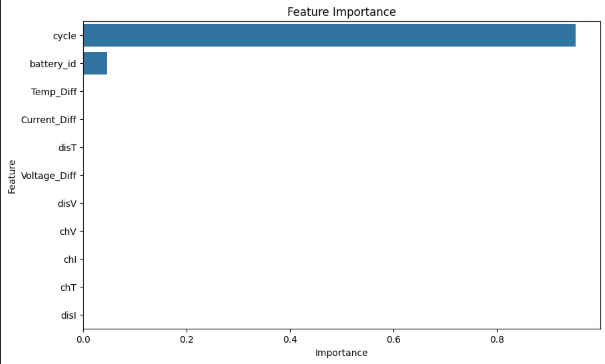 Feature Importance
cycle
battery_id
Temp_Diff
Current_Diff
disT
Voltage_Diff
disV
chV
chI
chT
disI
Feature
0.0 0.2 0.4 0.6 0.8
Importance